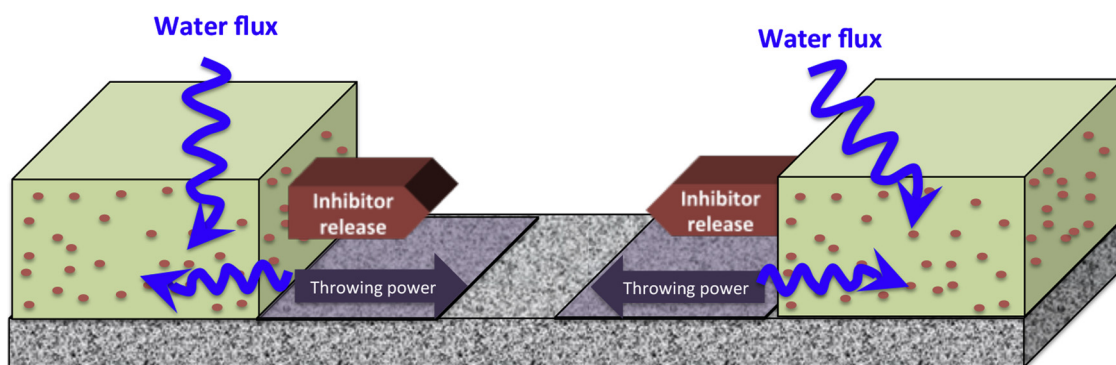 Water flux
Water flux
Inhibitor
release
Inhibitor
release
Throwing power
Throwing power